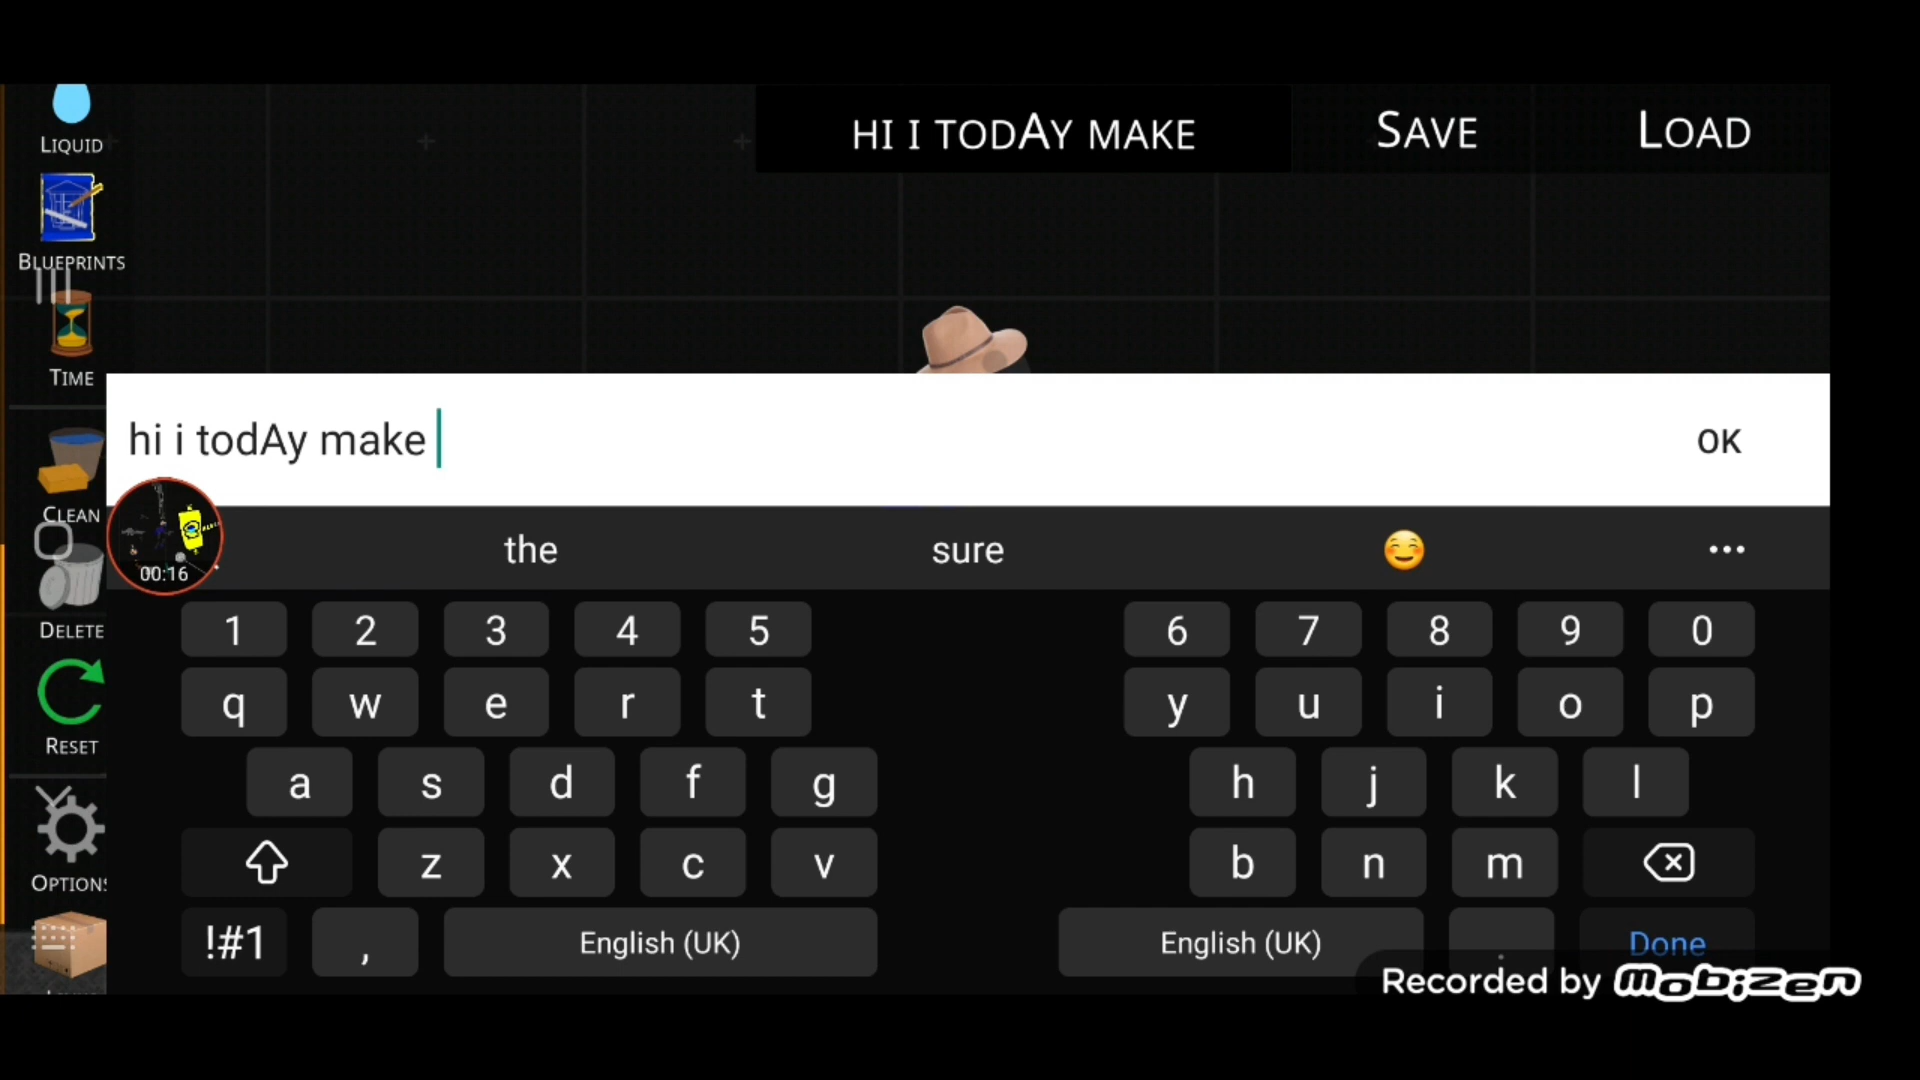 LIQUID
HI I TODAY MAKE SAVE LOAD
BLUEPRINTS
TIME
hi i todAy make OK
CLEAN
00:16
the sure 😊 •••
DELETE
1 2 3 4 5 6 7 8 9 0
q w e r t y u i o p
RESET
a s d f g h j k l
z x c v b n m
OPTIONS
!#1 , English (UK) English (UK) . Done
Recorded by mobizen